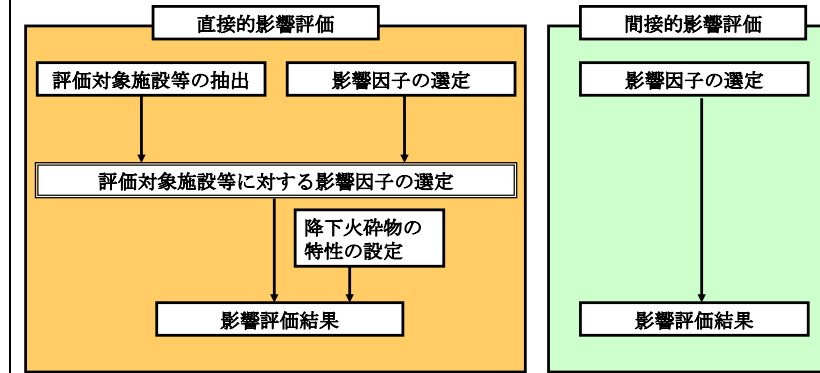 直接的影響評価
評価対象施設等の抽出
影響因子の選定
評価対象施設等に対する影響因子の選定
降下火砕物の
特性の設定
影響評価結果
間接的影響評価
影響因子の選定
影響評価結果